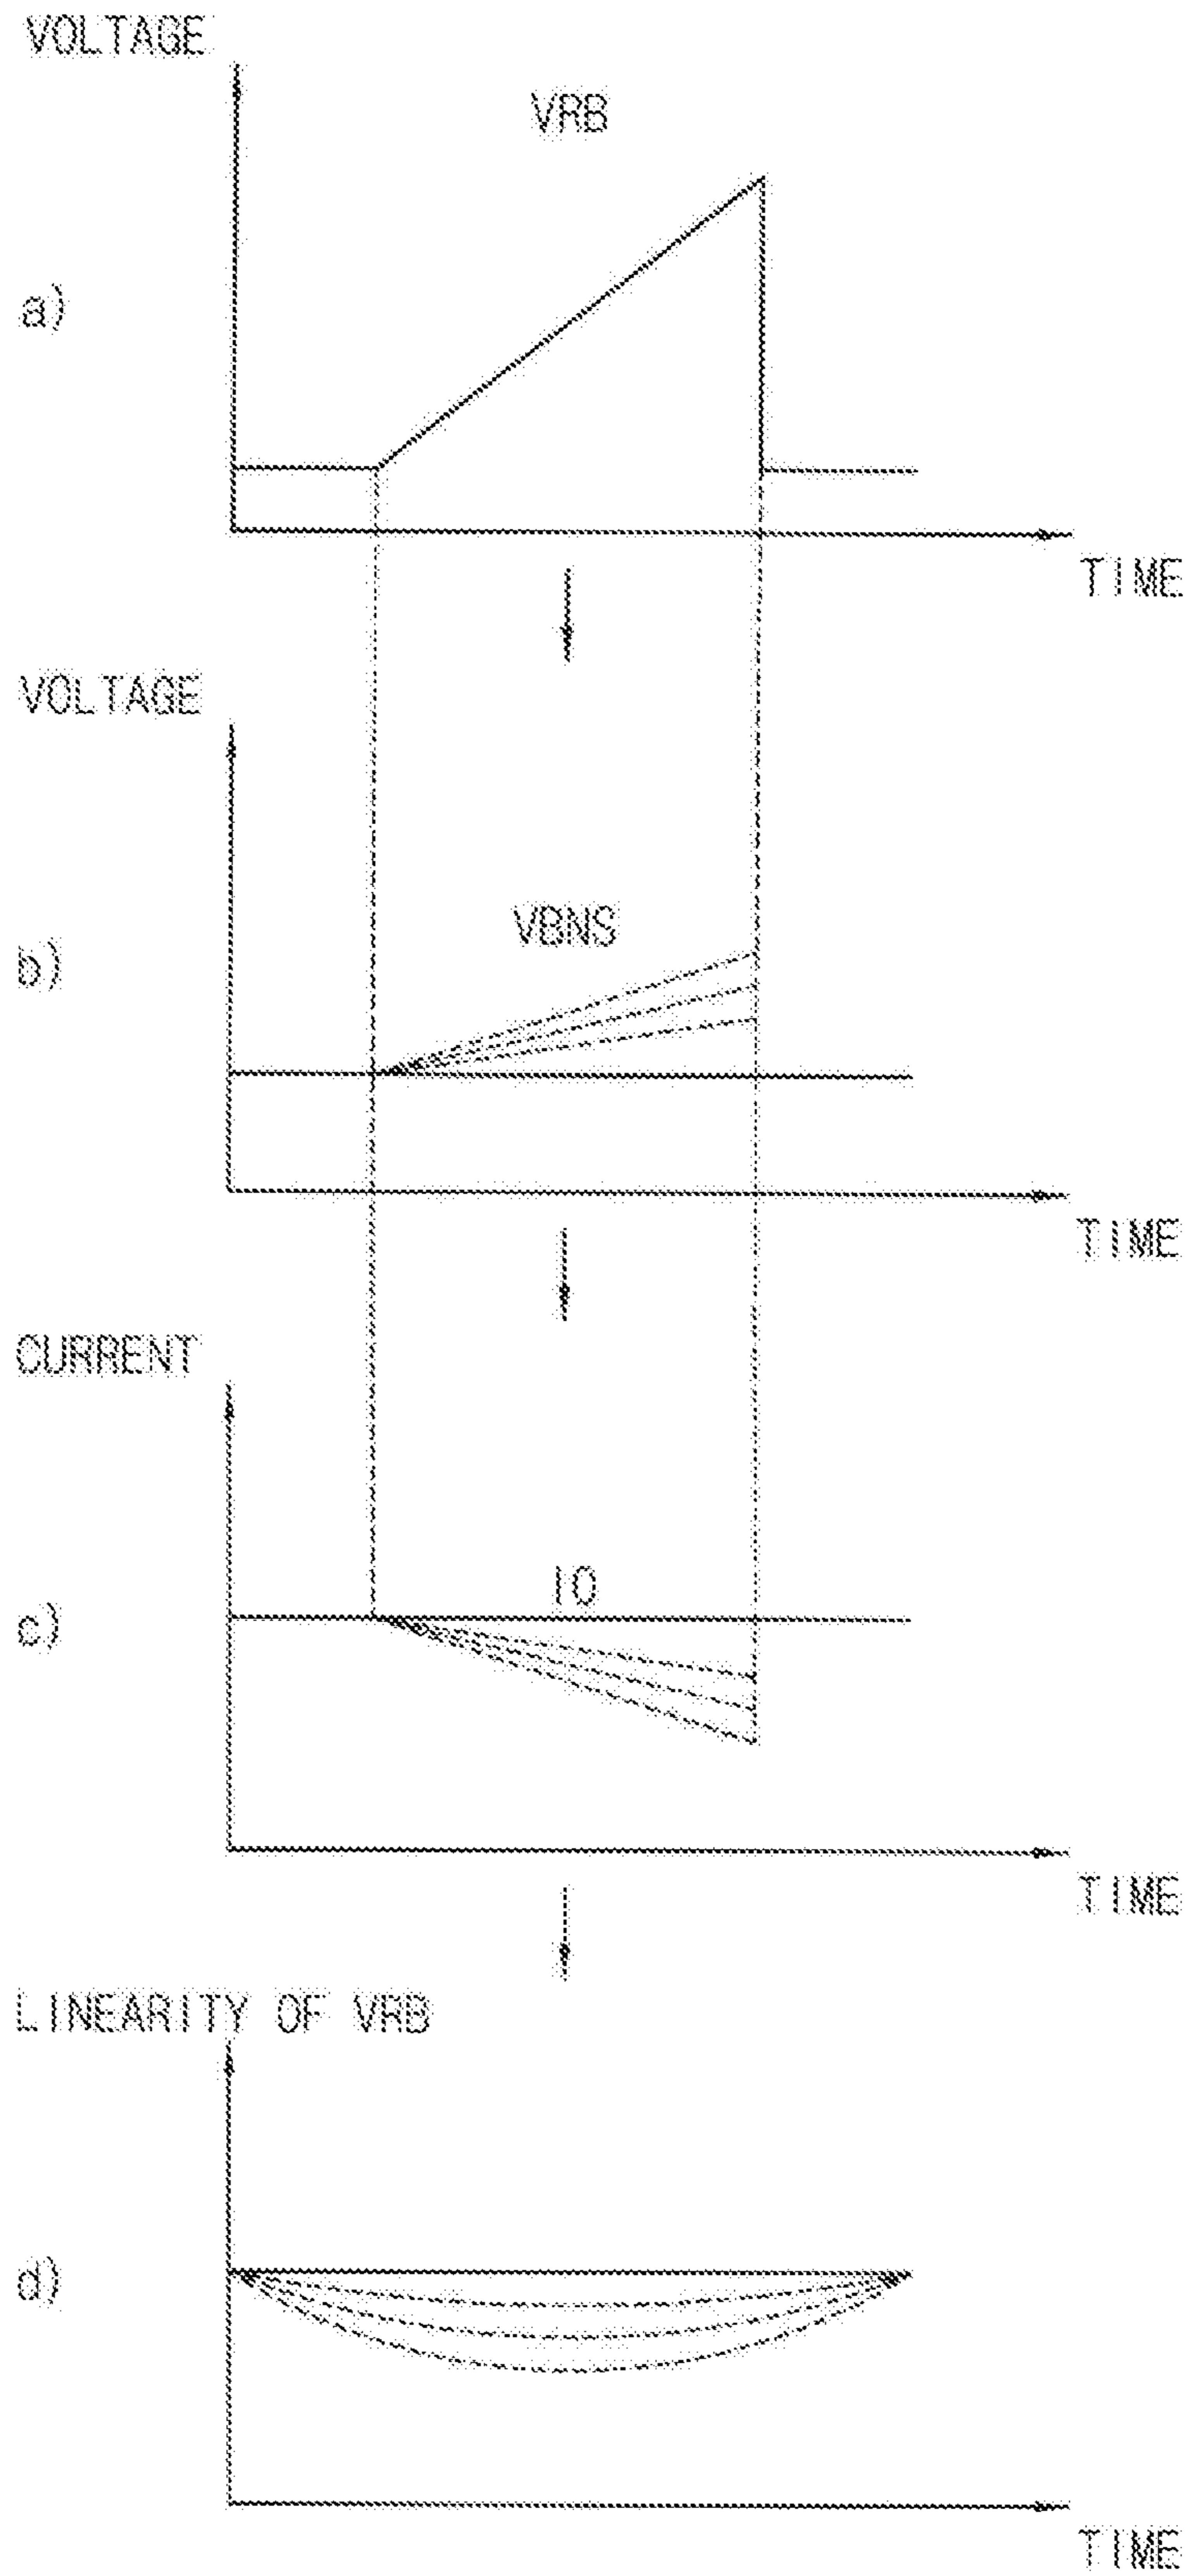 VOLTAGE
VRB
a)
TIME
VOLTAGE
VBNS
b)
TIME
CURRENT
IO
c)
TIME
LINEARITY OF VRB
d)
TIME